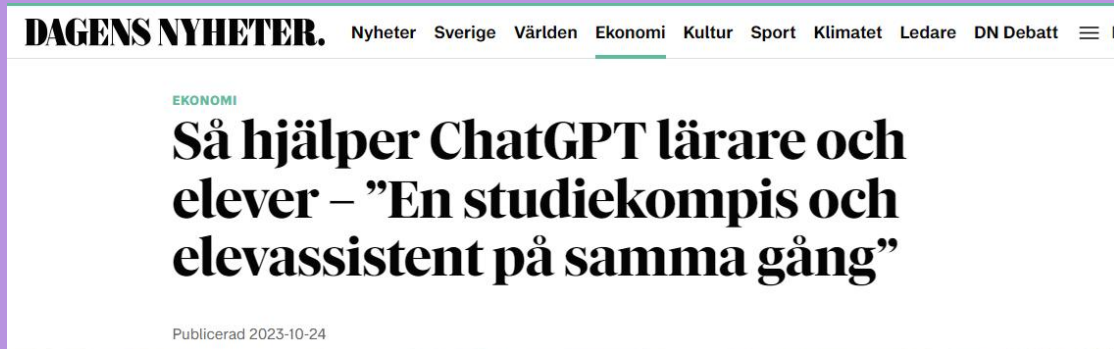 DAGENS NYHETER. Nyheter Sverige Världen Ekonomi Kultur Sport Klimatet Ledare DN Debatt
EKONOMI
Så hjälper ChatGPT lärare och
elever – ”En studiekompis och
elevassistent på samma gång”
Publicerad 2023-10-24